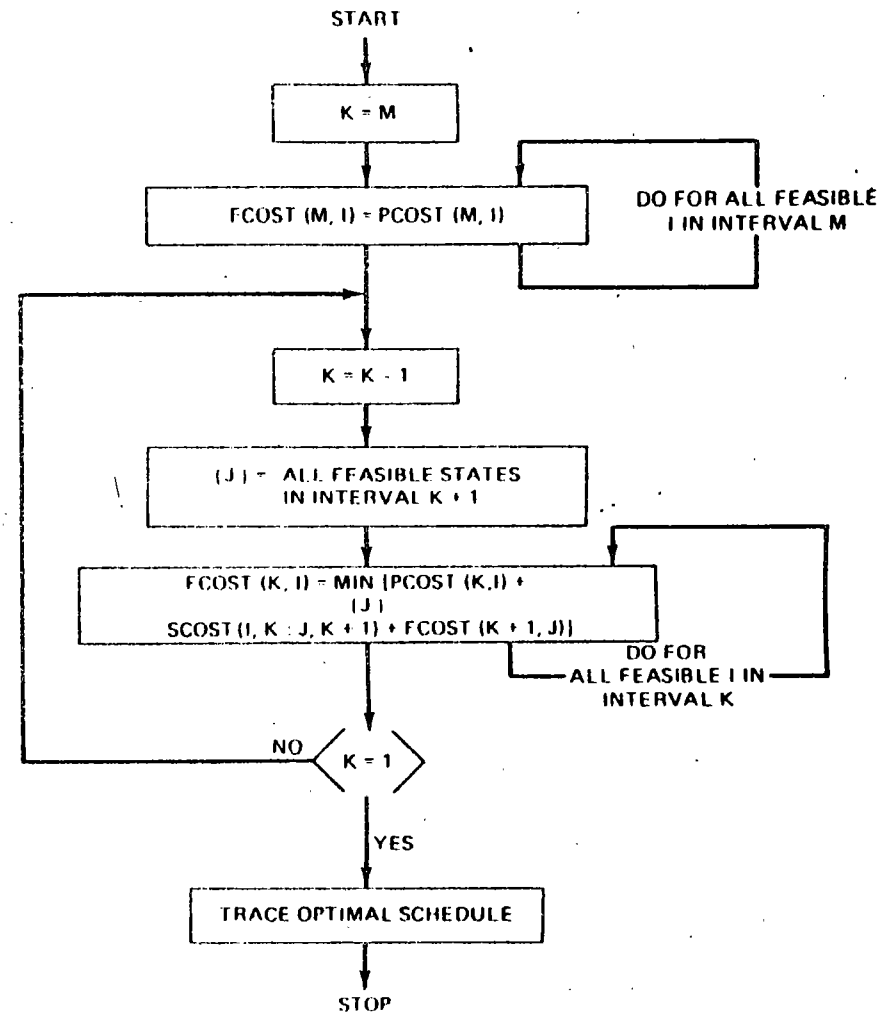 START
K = M
FCOST (M, I) = PCOST (M, I)
DO FOR ALL FEASIBLE
I IN INTERVAL M
K = K - 1
{J} = ALL FEASIBLE STATES
IN INTERVAL K + 1
FCOST (K, I) = MIN [PCOST (K,I) +
{J}
SCOST (I, K : J, K + 1) + FCOST (K + 1, J)]
DO FOR
ALL FEASIBLE I IN
INTERVAL K
NO
K = 1
YES
TRACE OPTIMAL SCHEDULE
STOP